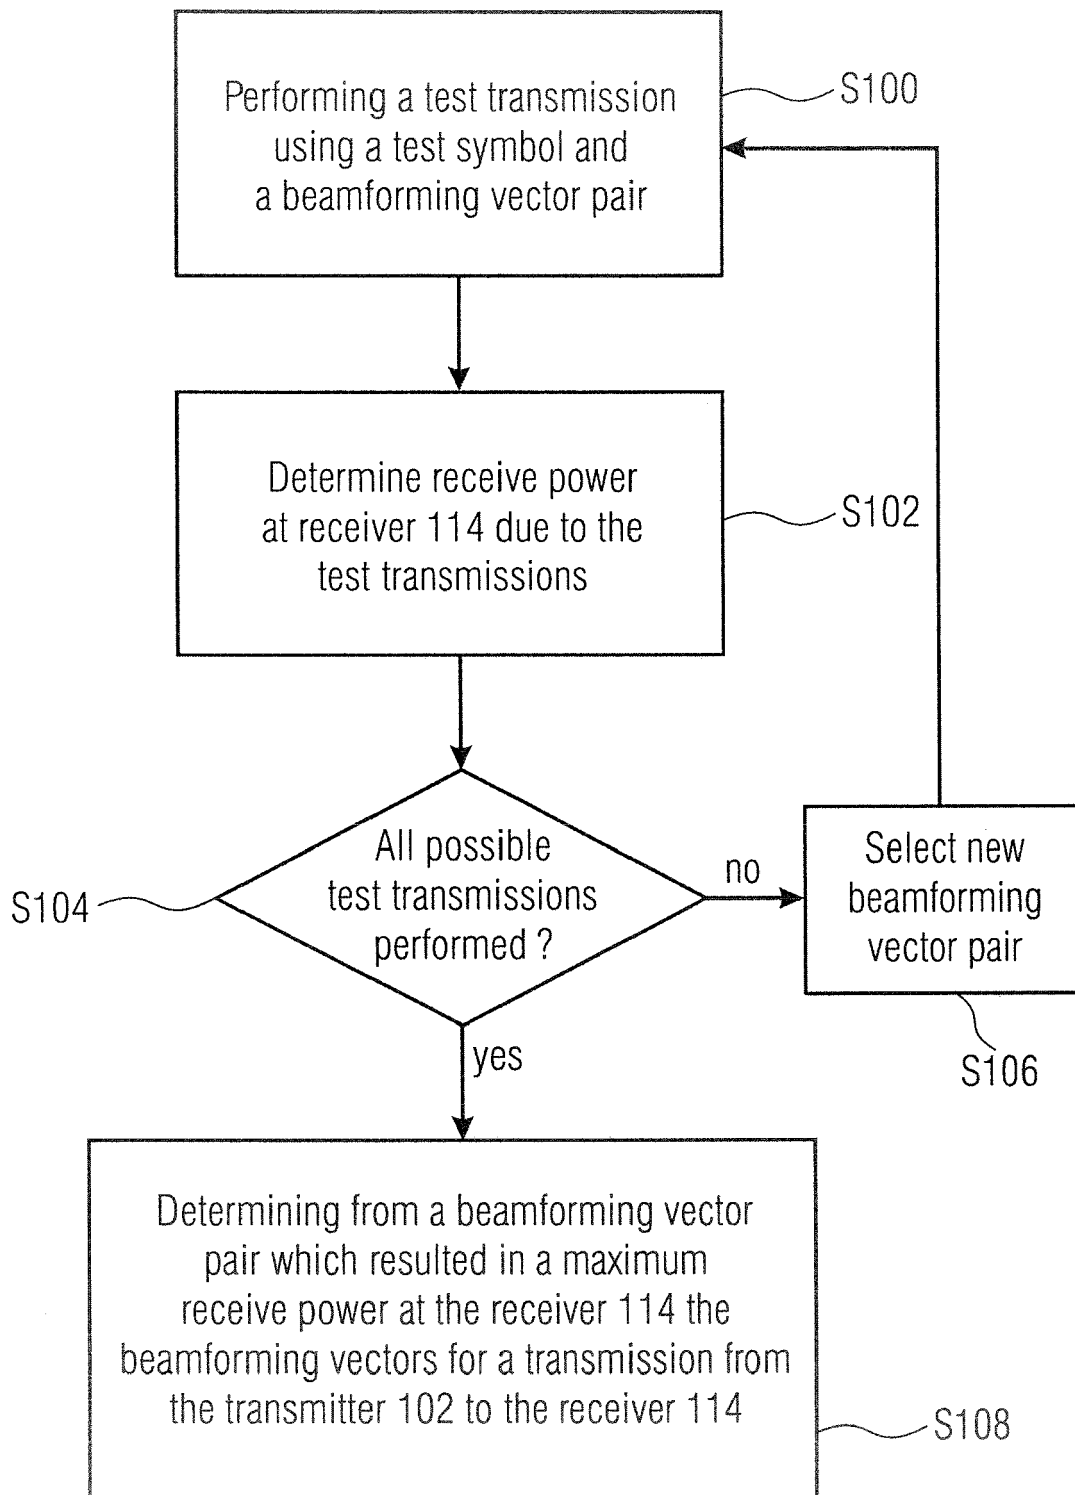 Performing a test transmission
using a test symbol and
a beamforming vector pair
S100
Determine receive power
at receiver 114 due to the
test transmissions
S102
All possible
test transmissions
performed ?
S104
no
Select new
beamforming
vector pair
S106
yes
Determining from a beamforming vector
pair which resulted in a maximum
receive power at the receiver 114 the
beamforming vectors for a transmission from
the transmitter 102 to the receiver 114
S108